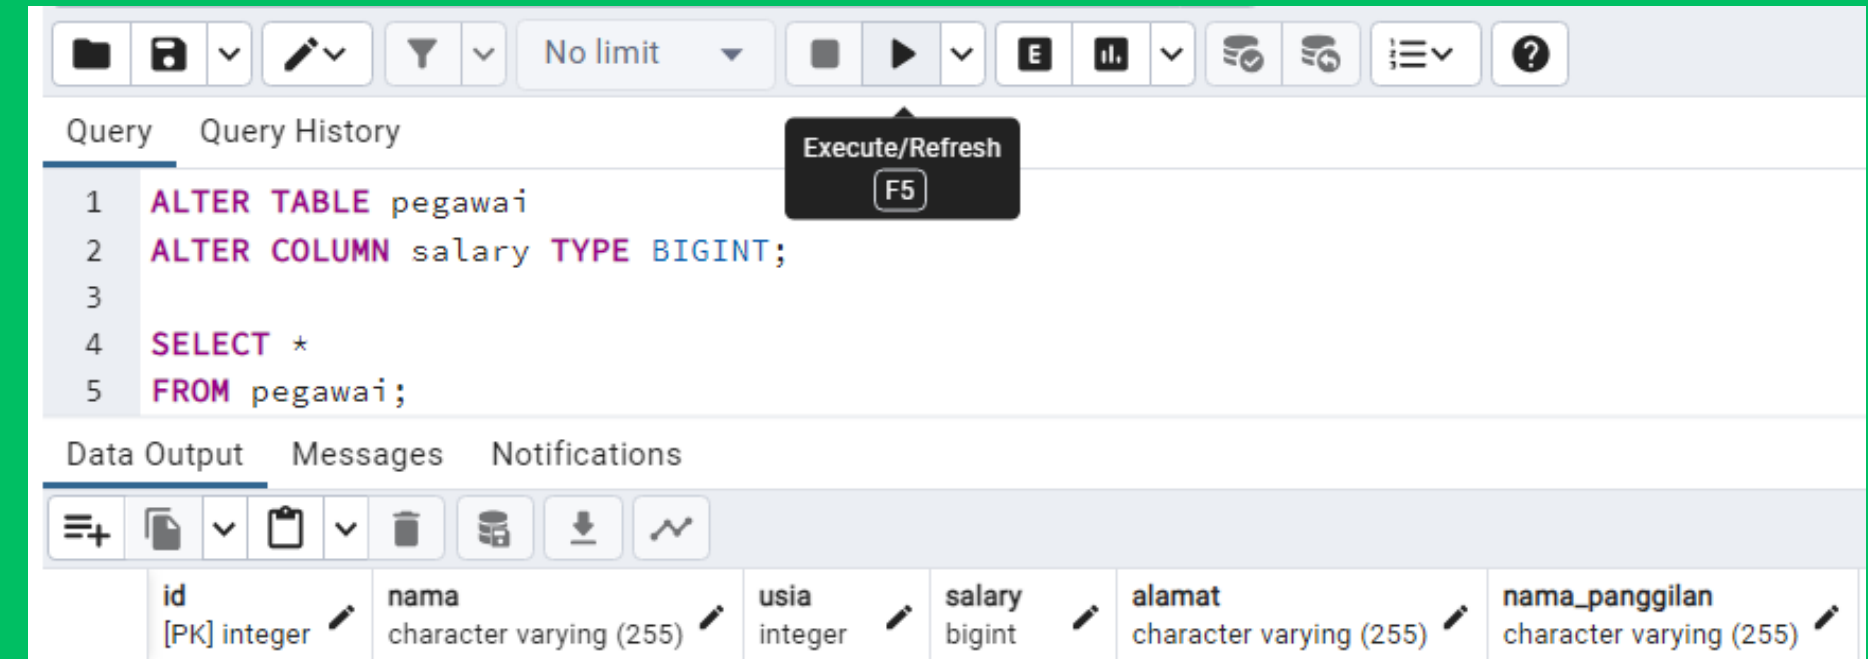 No limit
E
Query Query History
Execute/Refresh
F5
1 ALTER TABLE pegawai
2 ALTER COLUMN salary TYPE BIGINT;
3
4 SELECT *
5 FROM pegawai;
Data Output Messages Notifications
id nama usia salary alamat nama_panggilan
[PK] integer character varying (255) integer bigint character varying (255) character varying (255)